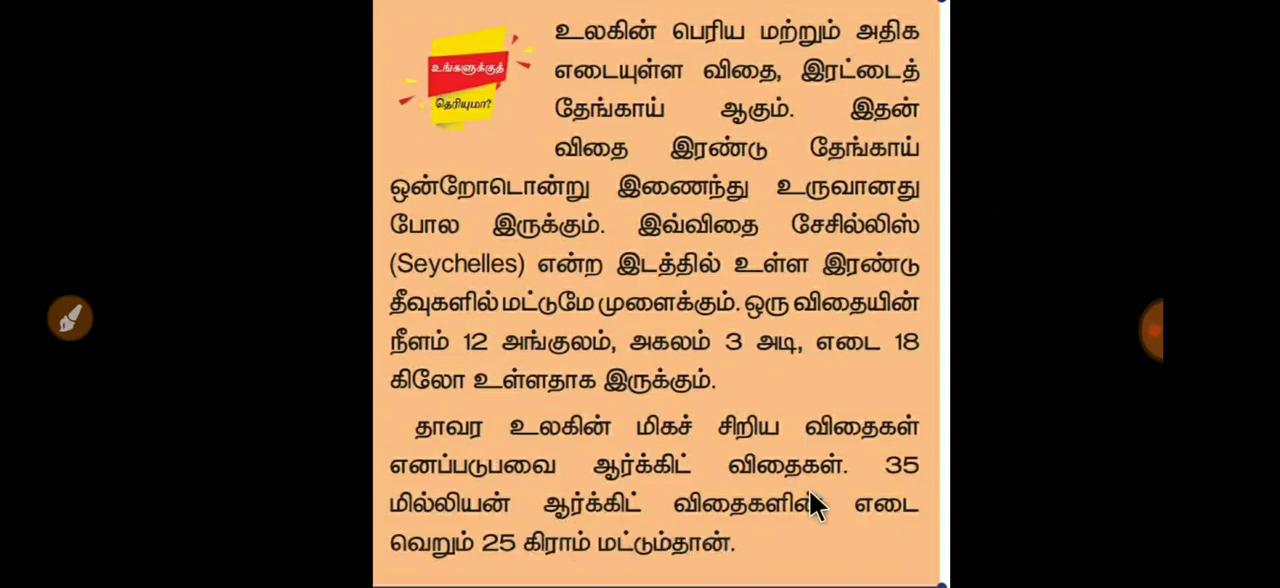 உங்களுக்குத்
தெரியுமா?
உலகின் பெரிய மற்றும் அதிக
எடையுள்ள விதை, இரட்டைத்
தேங்காய் ஆகும். இதன்
விதை இரண்டு தேங்காய்
ஒன்றோடொன்று இணைந்து உருவானது
போல இருக்கும். இவ்விதை சேசில்லிஸ்
(Seychelles) என்ற இடத்தில் உள்ள இரண்டு
தீவுகளில் மட்டுமே முளைக்கும். ஒரு விதையின்
நீளம் 12 அங்குலம், அகலம் 3 அடி, எடை 18
கிலோ உள்ளதாக இருக்கும்.
தாவர உலகின் மிகச் சிறிய விதைகள்
எனப்படுபவை ஆர்க்கிட் விதைகள். 35
மில்லியன் ஆர்க்கிட் விதைகளின் எடை
வெறும் 25 கிராம் மட்டும்தான்.